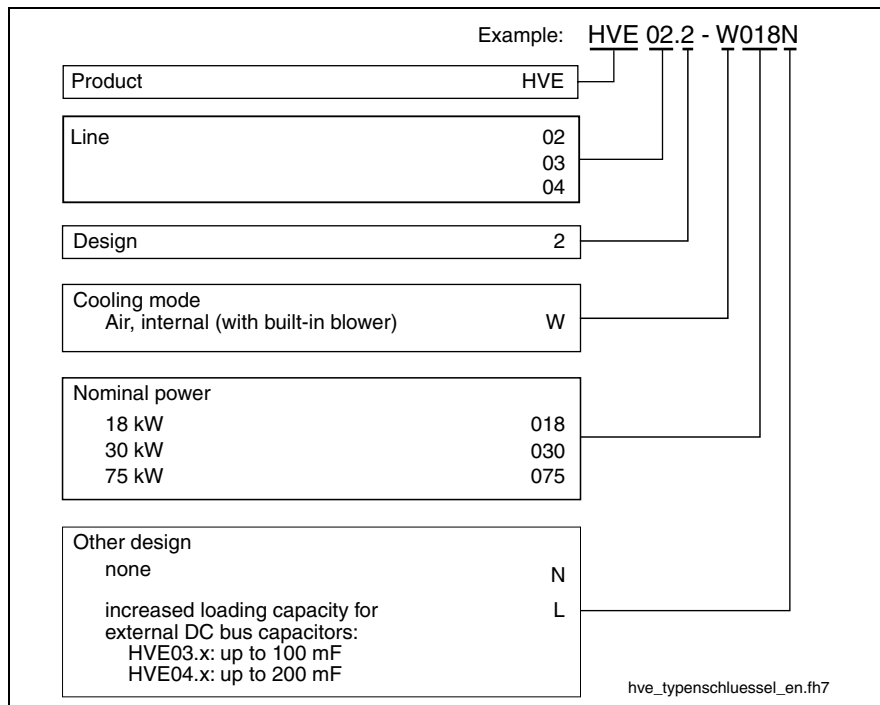 Example: HVE 02.2 - W018N
Product HVE
Line 02
03
04
Design 2
Cooling mode
Air, internal (with built-in blower) W
Nominal power
18 kW 018
30 kW 030
75 kW 075
Other design
none N
increased loading capacity for L
external DC bus capacitors:
HVE03.x: up to 100 mF
HVE04.x: up to 200 mF
hve_typenschluessel_en.fh7